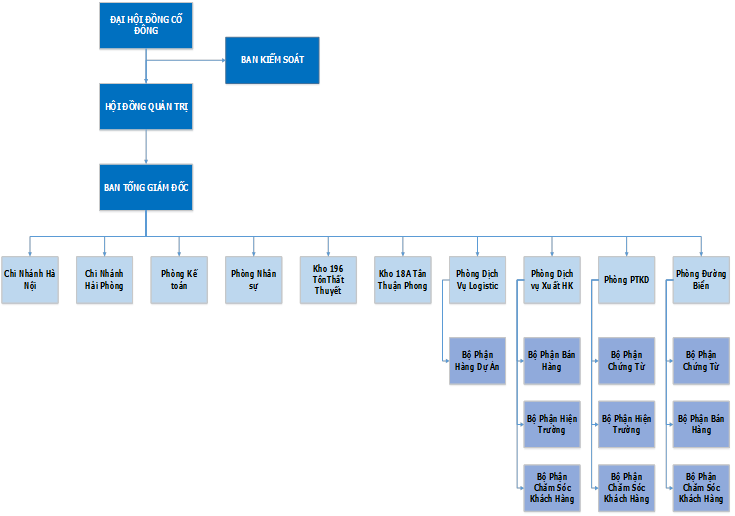 ĐẠI HỘI ĐỒNG CỔ
ĐÔNG
BAN KIỂM SOÁT
HỘI ĐỒNG QUẢN TRỊ
BAN TỔNG GIÁM ĐỐC
Chi Nhánh Hà
Nội
Chi Nhánh
Hải Phòng
Phòng Kế
toán
Phòng Nhân
sự
Kho 196
TônThất
Thuyết
Kho 18A Tân
Thuận Phong
Phòng Dịch
Vụ Logistic
Phòng Dịch
vụ Xuất HK
Phòng PTKD
Phòng Đường
Biển
Bộ Phận
Hàng Dự Án
Bộ Phận Bán
Hàng
Bộ Phận
Chứng Từ
Bộ Phận
Chứng Từ
Bộ Phận Hiện
Trường
Bộ Phận Hiện
Trường
Bộ Phận Bán
Hàng
Bộ Phận
Chăm Sóc
Khách Hàng
Bộ Phận
Chăm Sóc
Khách Hàng
Bộ Phận
Chăm Sóc
Khách Hàng